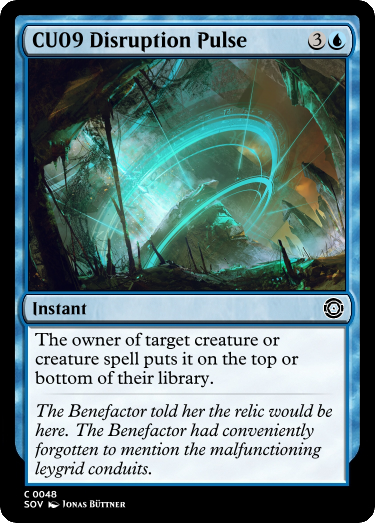 CU09 Disruption Pulse 3
Instant
The owner of target creature or
creature spell puts it on the top or
bottom of their library.
The Benefactor told her the relic would be
here. The Benefactor had conveniently
forgotten to mention the malfunctioning
leygrid conduits.
C 0048
SOV Jonas Büttner